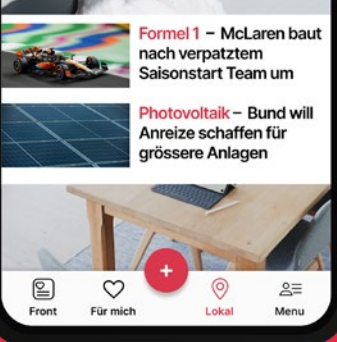 Formel 1 – McLaren baut
nach verpatztem
Saisonstart Team um
Photovoltaik – Bund will
Anreize schaffen für
grössere Anlagen
+
Front
Für mich
Lokal
Menu